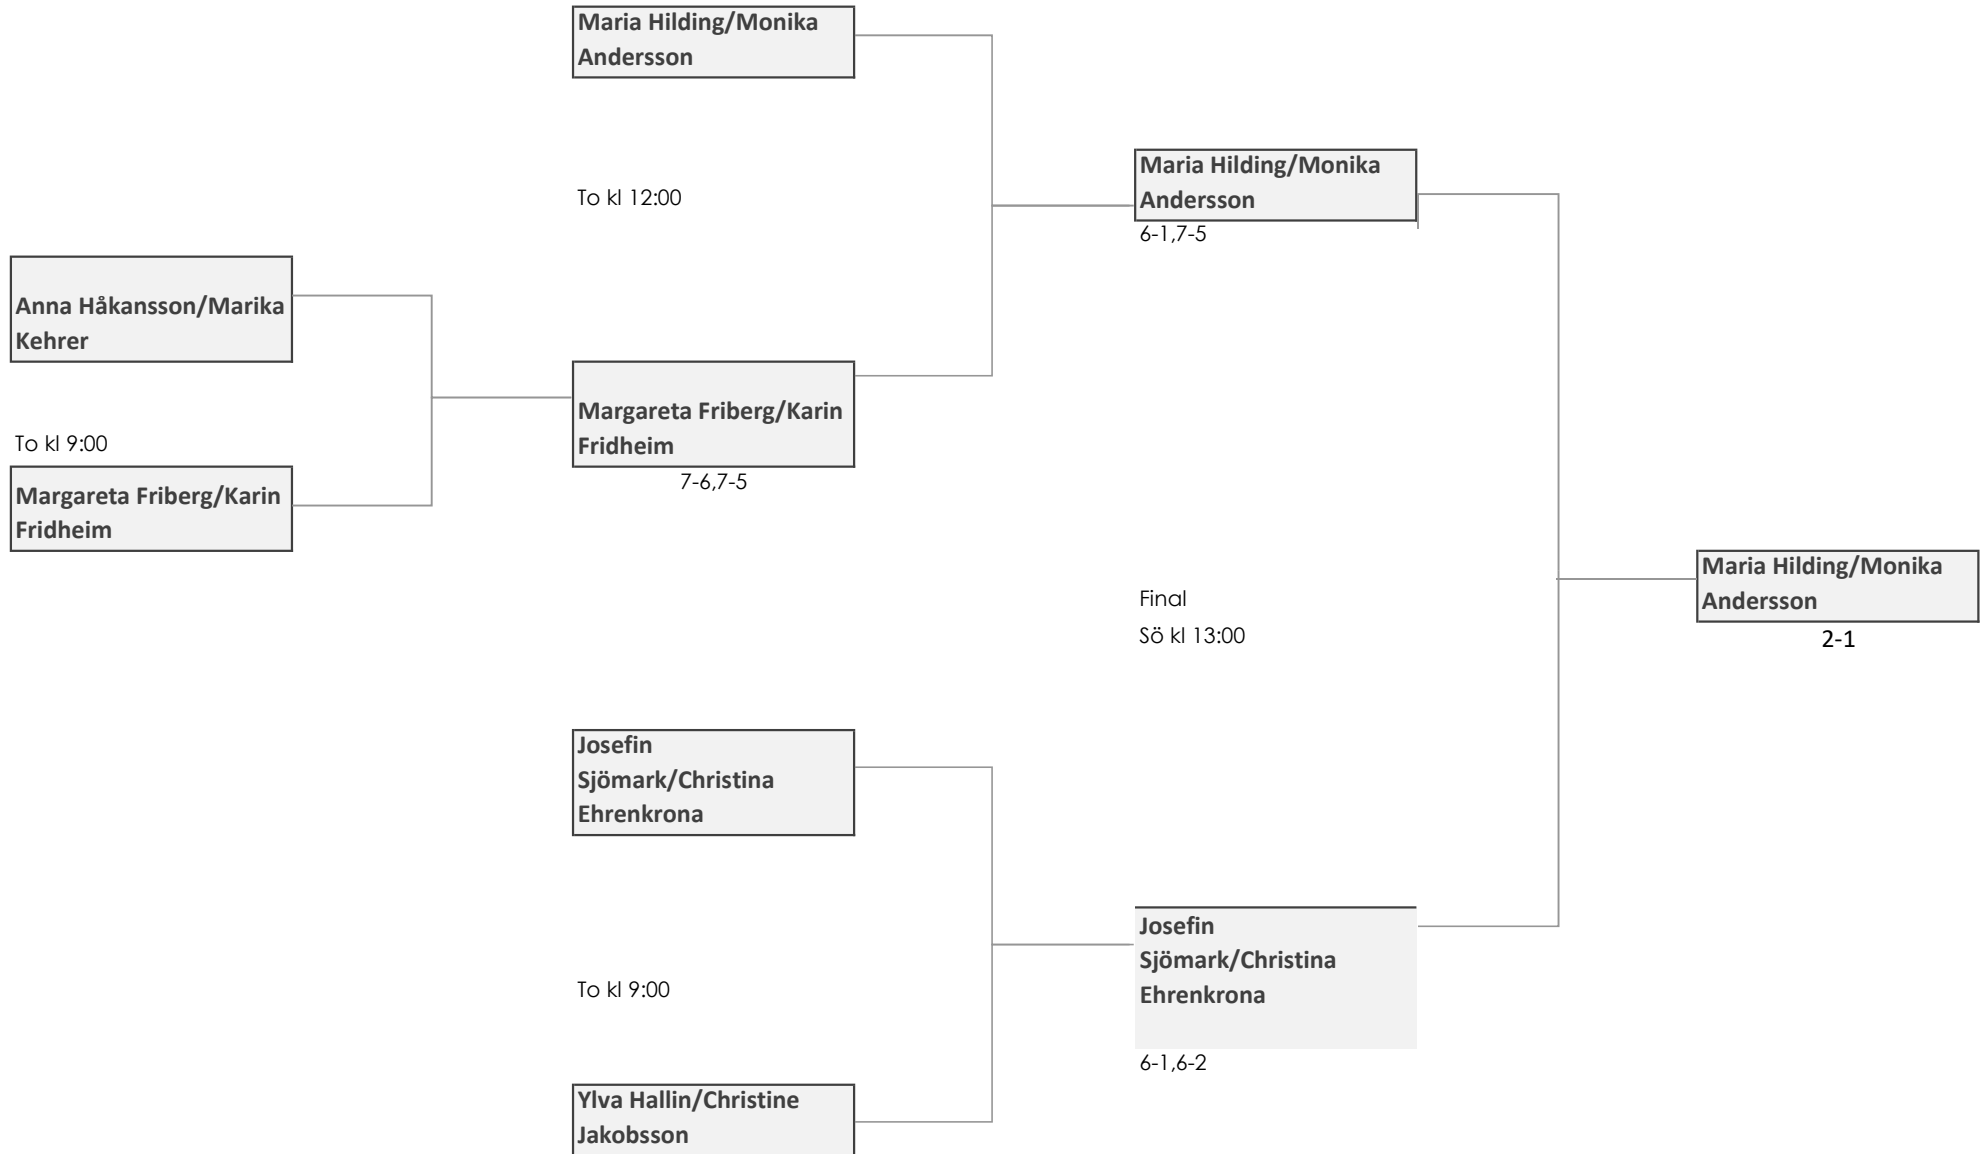 Maria Hilding/Monika
Andersson
To kl 12:00
Maria Hilding/Monika
Andersson
6-1,7-5
Anna Håkansson/Marika
Kehrer
To kl 9:00
Margareta Friberg/Karin
Fridheim
7-6,7-5
Margareta Friberg/Karin
Fridheim
Final
Sö kl 13:00
Maria Hilding/Monika
Andersson
2-1
Josefin
Sjömark/Christina
Ehrenkrona
To kl 9:00
Josefin
Sjömark/Christina
Ehrenkrona
6-1,6-2
Ylva Hallin/Christine
Jakobsson